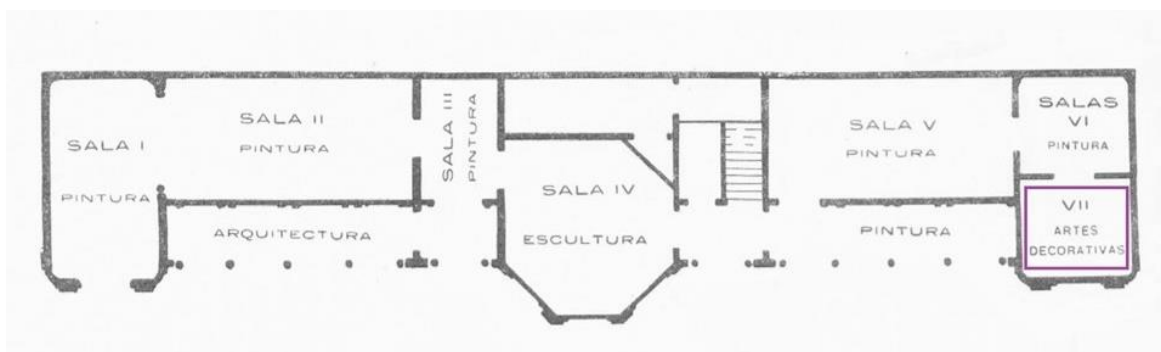 SALA I
PINTURA
SALA II
PINTURA
ARQUITECTURA
SALA III
PINTURA
SALA IV
ESCULTURA
SALA V
PINTURA
PINTURA
SALAS
VI
PINTURA
VII
ARTES
DECORATIVAS